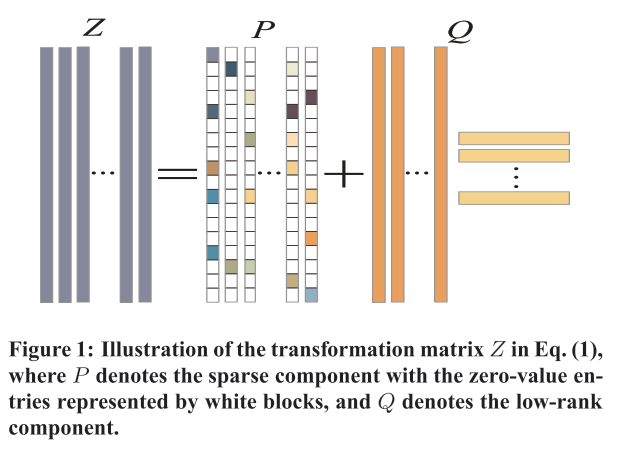 Z P Q
... = ... + ... ⋮
Figure 1: Illustration of the transformation matrix Z in Eq. (1),
where P denotes the sparse component with the zero-value en-
tries represented by white blocks, and Q denotes the low-rank
component.